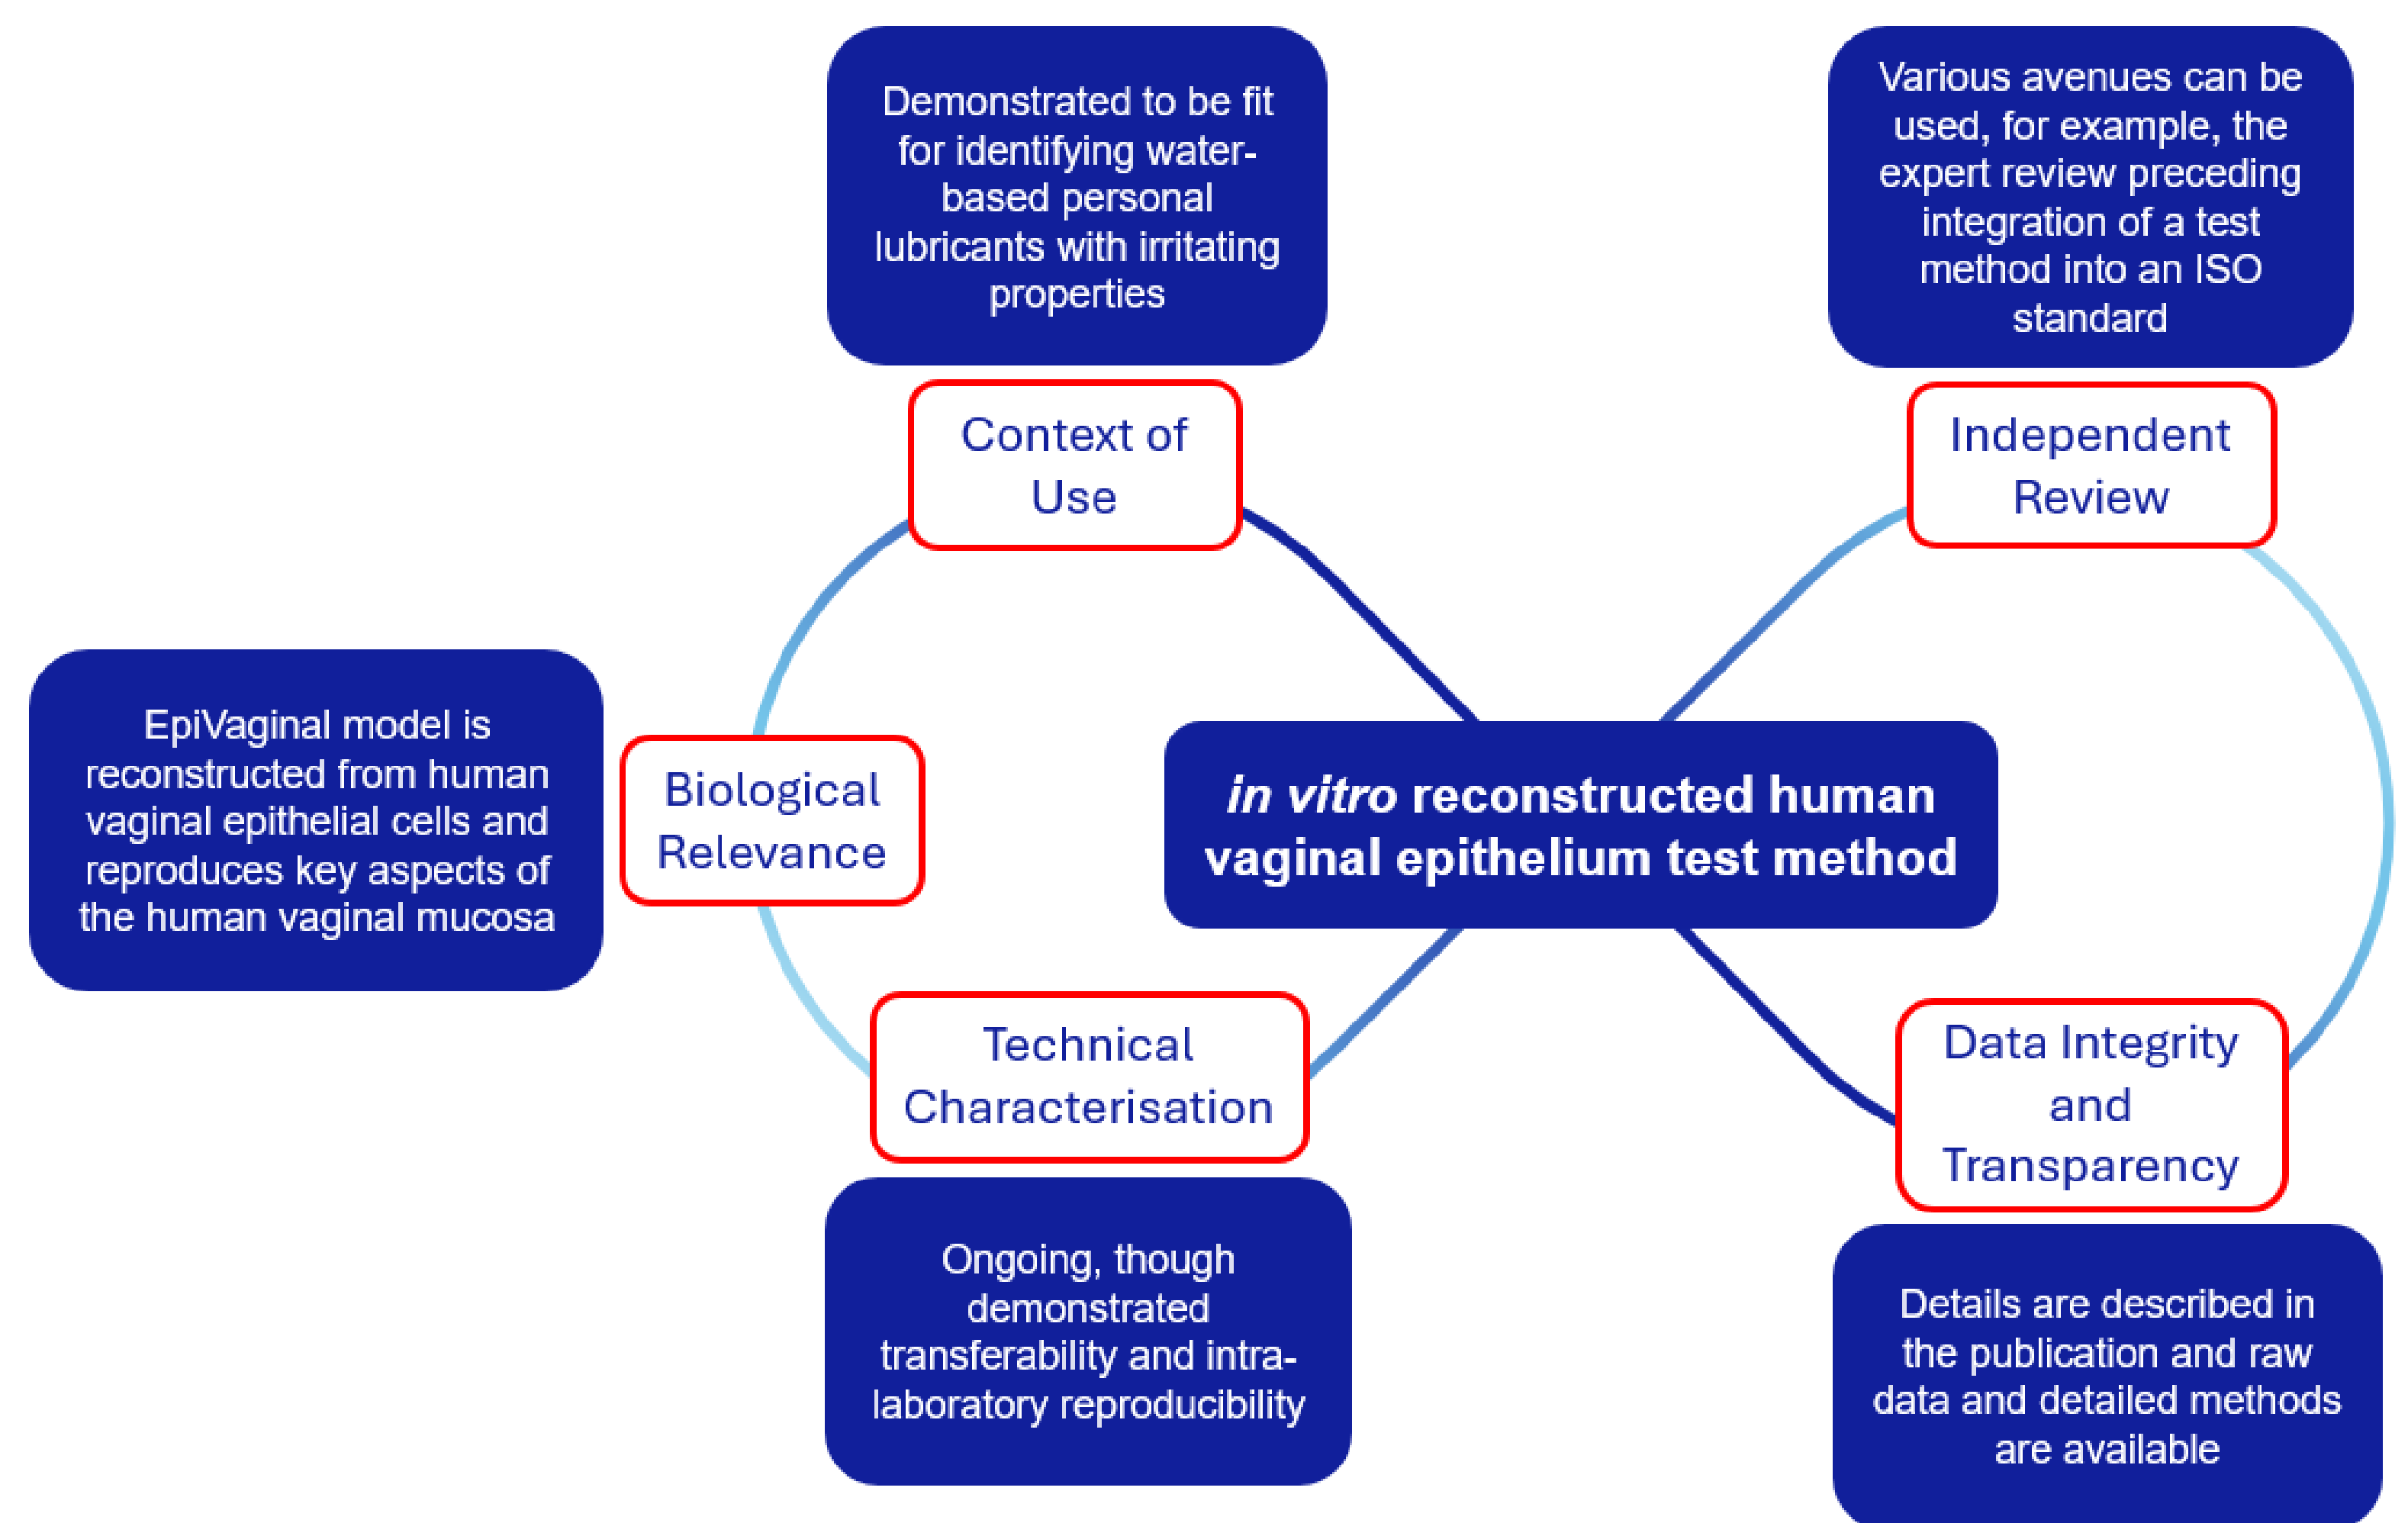 Demonstrated to be fit
for identifying water-
based personal
lubricants with irritating
properties
Various avenues can be
used, for example, the
expert review preceding
integration of a test
method into an ISO
standard
Context of
Use
Independent
Review
EpiVaginal model is
reconstructed from human
vaginal epithelial cells and
reproduces key aspects of
the human vaginal mucosa
Biological
Relevance
in vitro reconstructed human
vaginal epithelium test method
Technical
Characterisation
Data Integrity
and
Transparency
Ongoing, though
demonstrated
transferability and intra-
laboratory reproducibility
Details are described in
the publication and raw
data and detailed methods
are available